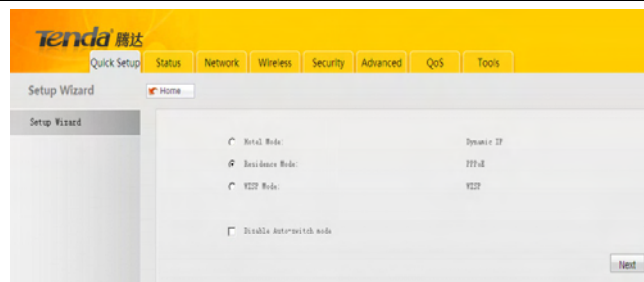 Tenda 腾达
Quick Setup Status Network Wireless Security Advanced QoS Tools
Setup Wizard Home
Setup Wizard
Hotel Mode: Dynamic IP
Residence Mode: PPPoE
WISP Mode: WISP
Disable Auto-switch mode
Next